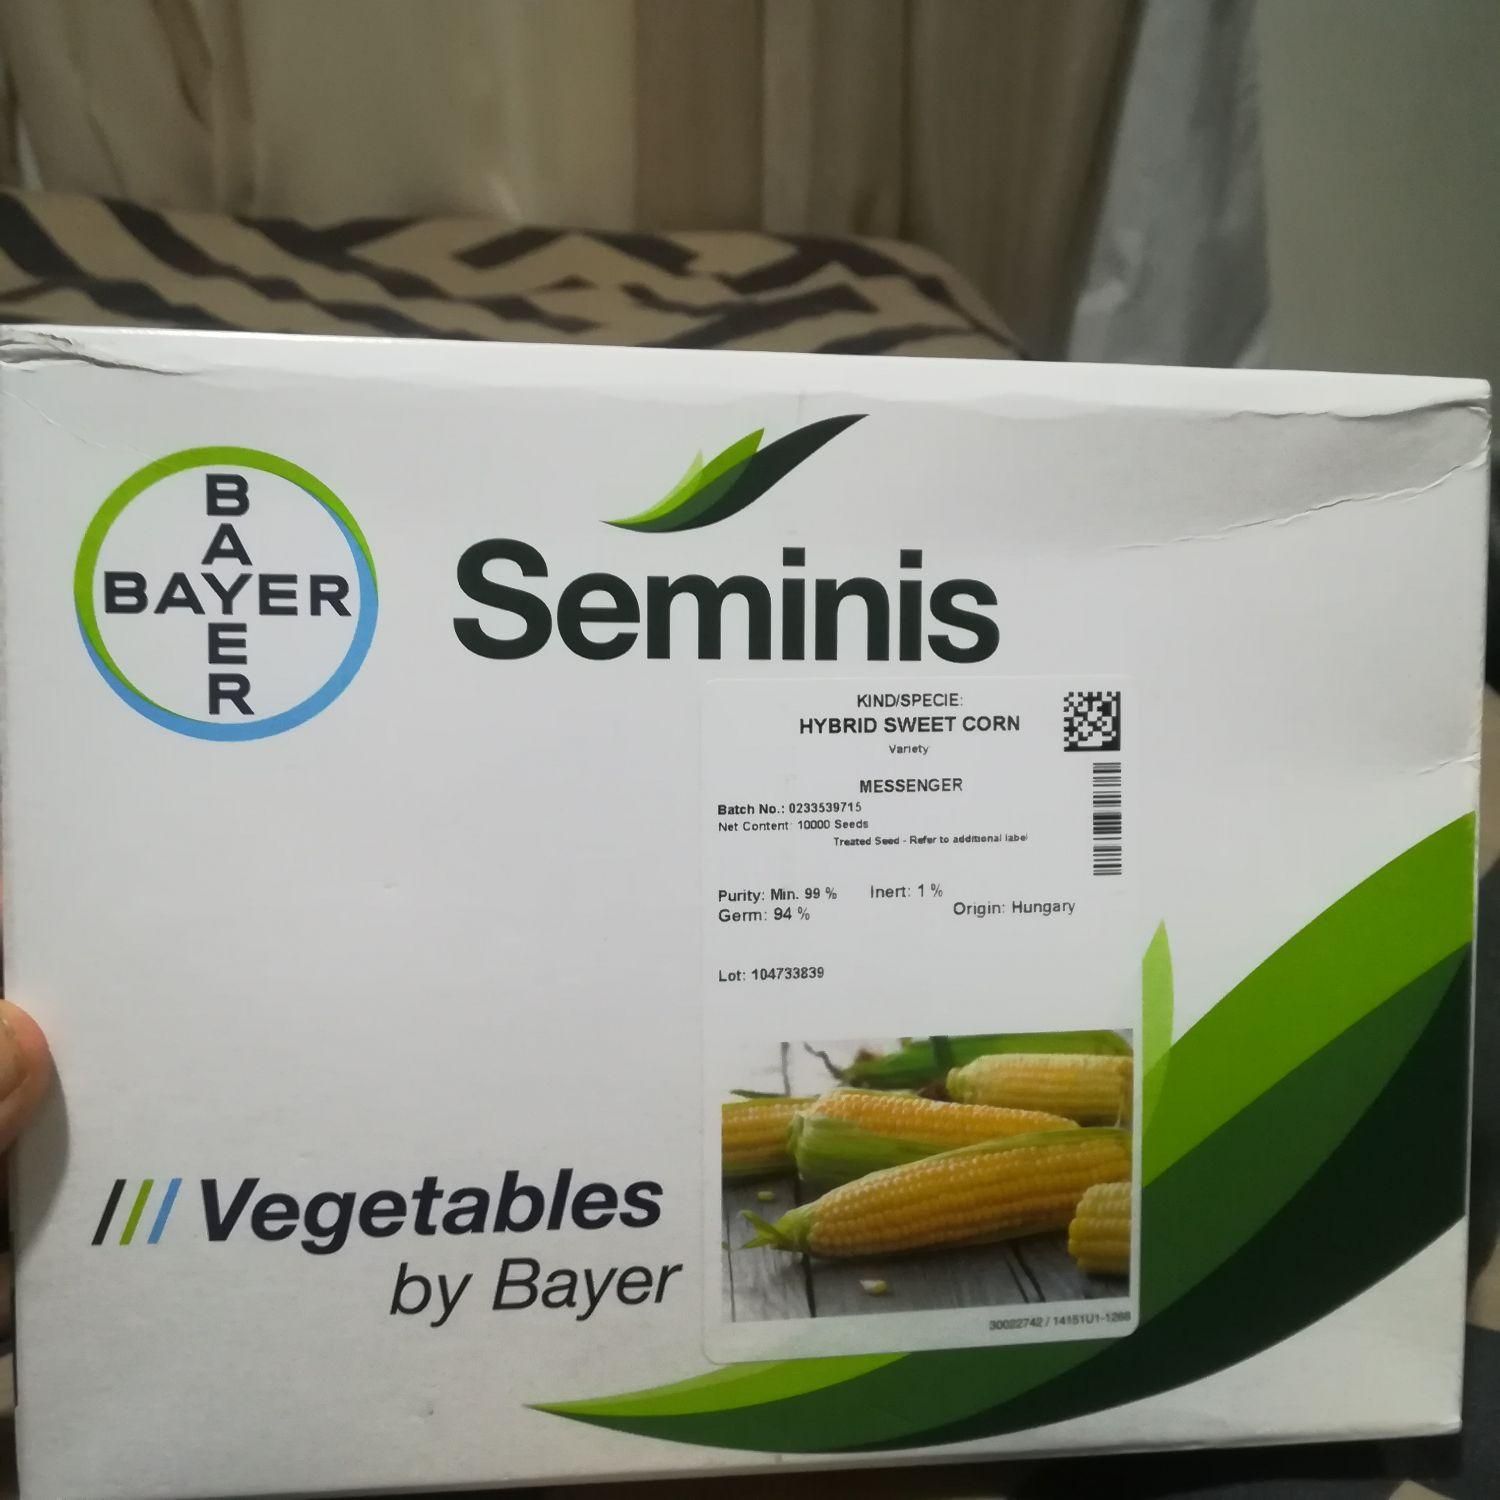 BAYER
BAYER
Seminis
KIND/SPECIE:
HYBRID SWEET CORN
Variety
MESSENGER
Batch No.: 0233539715
Net Content: 10000 Seeds
Treated Seed - Refer to additional label
Purity: Min. 99 % Inert: 1 %
Germ: 94 % Origin: Hungary
Lot: 104733839
Vegetables
by Bayer
30022742 / 14151U1-1268